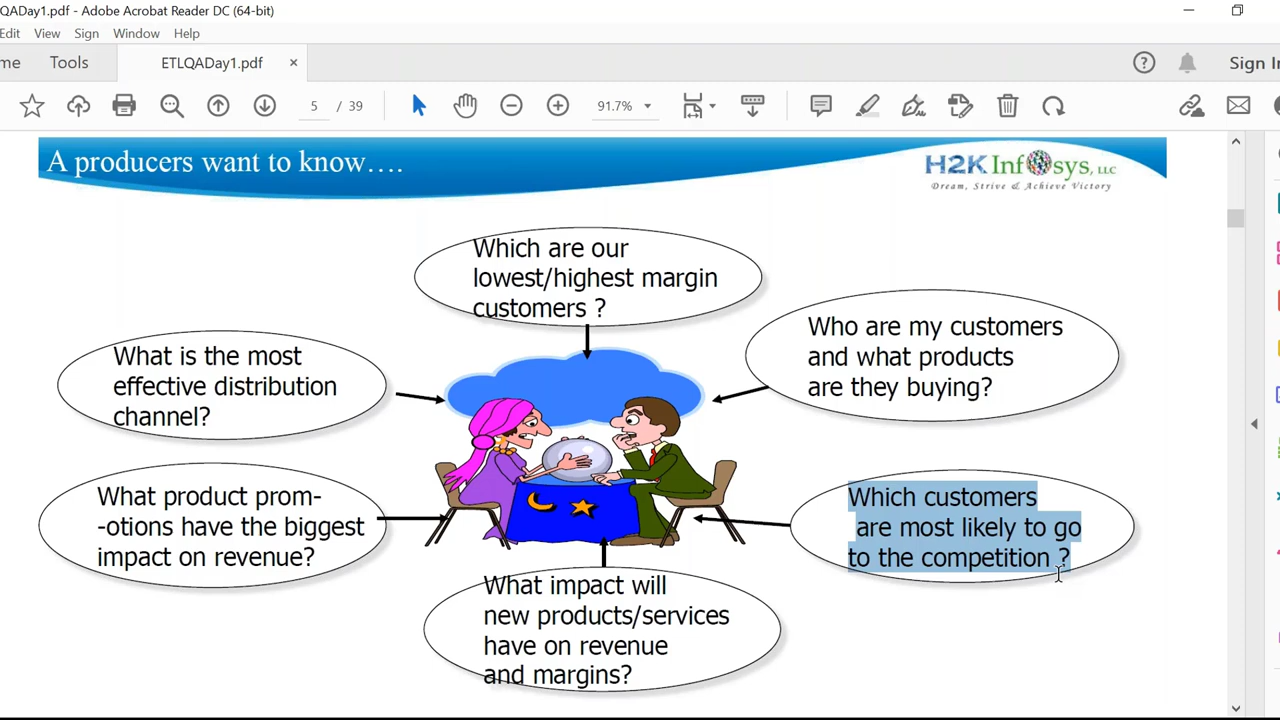 QADay1.pdf - Adobe Acrobat Reader DC (64-bit)
Edit View Sign Window Help
me Tools ETLQADay1.pdf × Sign In
5 / 39 91.7%
A producers want to know….
H2K Infosys, LLC
Dream, Strive & Achieve Victory
Which are our
lowest/highest margin
customers ?
Who are my customers
and what products
are they buying?
What is the most
effective distribution
channel?
What product prom-
-otions have the biggest
impact on revenue?
Which customers
are most likely to go
to the competition ?
What impact will
new products/services
have on revenue
and margins?